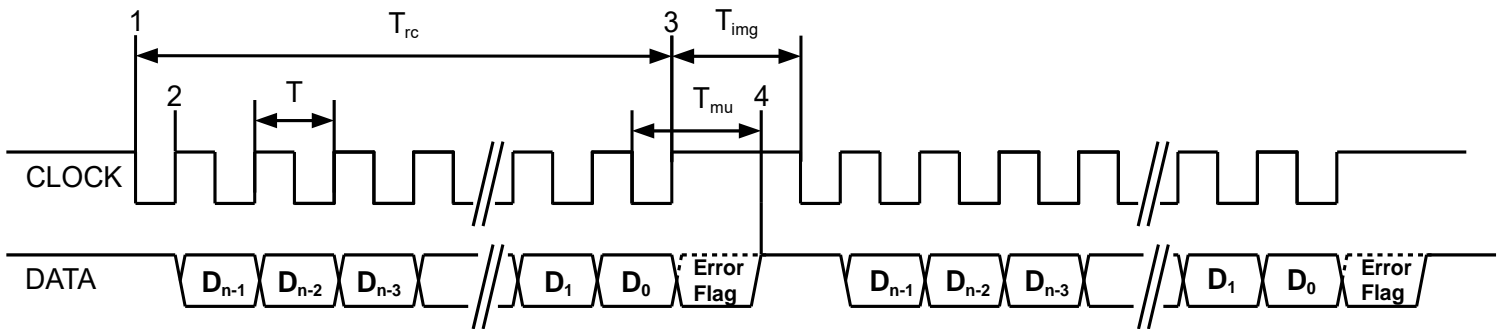 1 T_rc 3 T_img
2 T T_mu 4
CLOCK
DATA D_n-1 D_n-2 D_n-3 D_1 D_0 Error Flag D_n-1 D_n-2 D_n-3 D_1 D_0 Error Flag